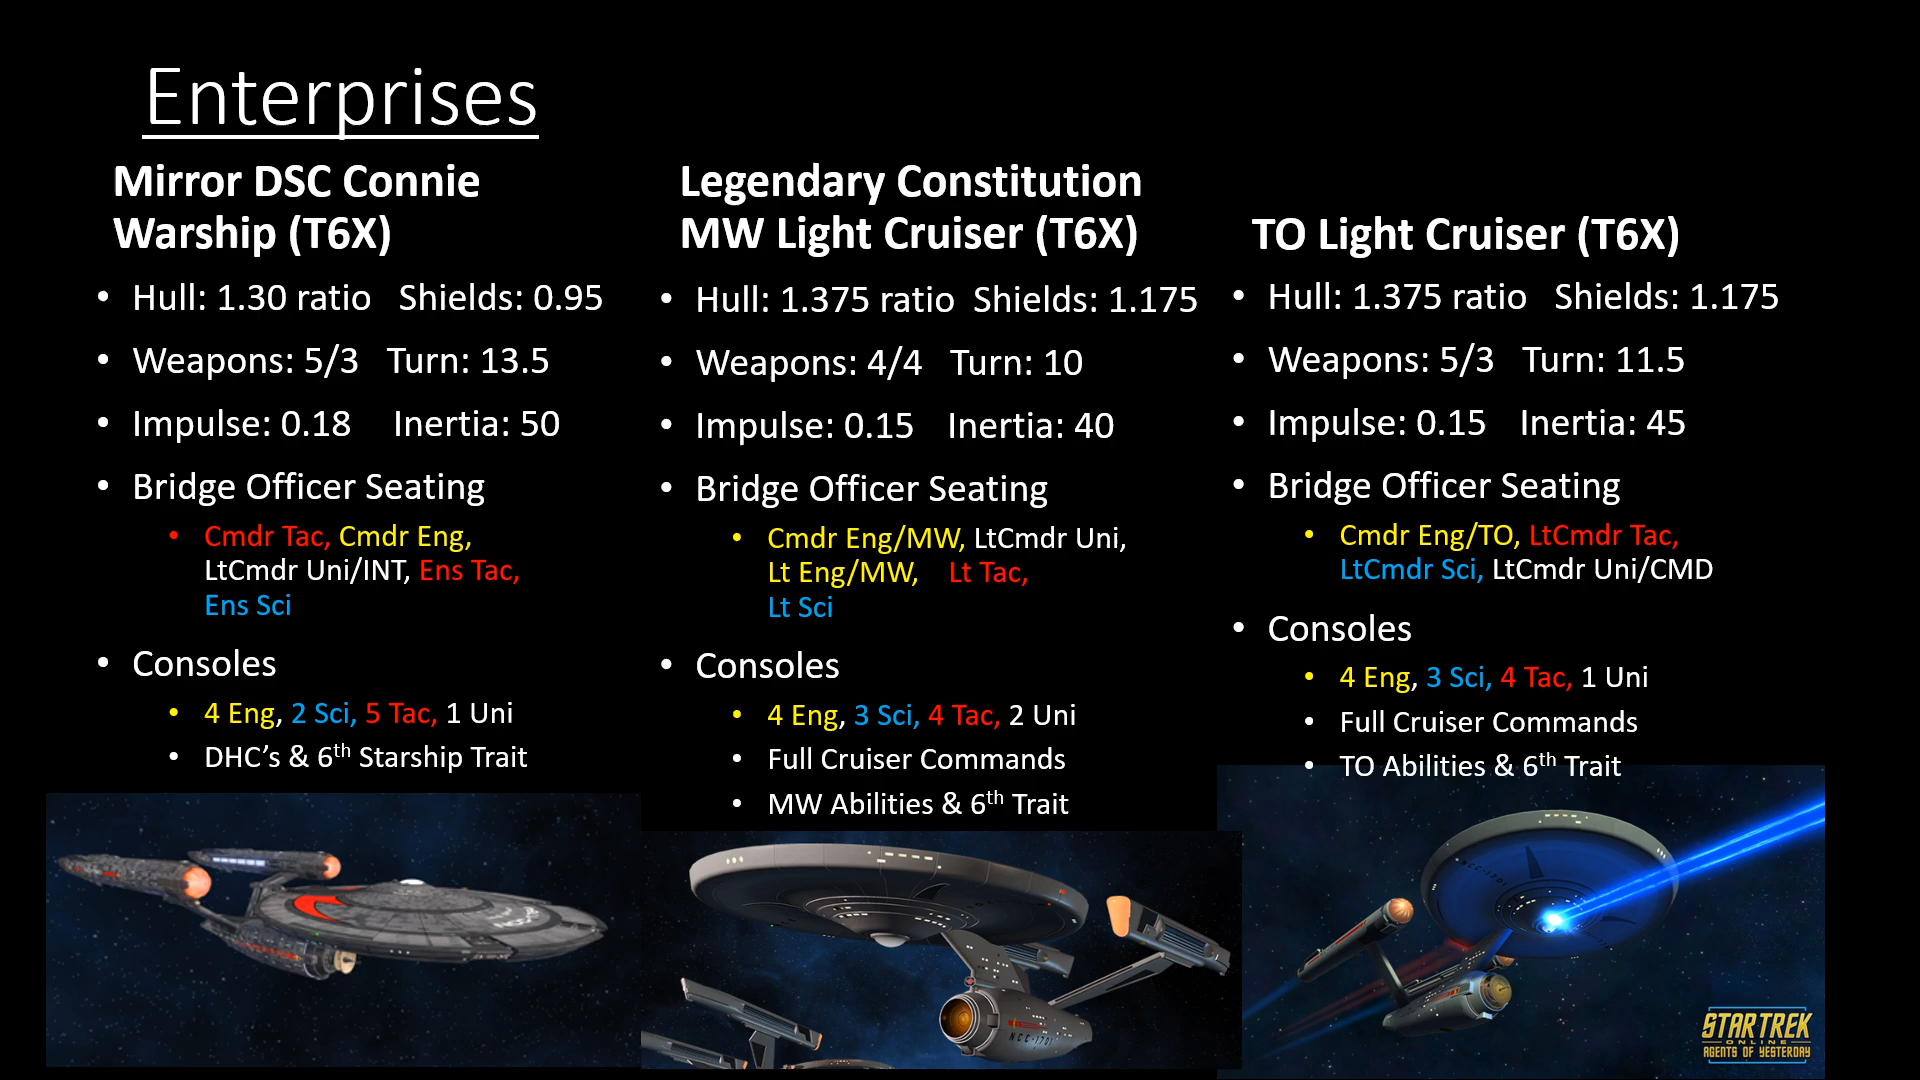 Enterprises
Mirror DSC Connie
Warship (T6X)
• Hull: 1.30 ratio Shields: 0.95
• Weapons: 5/3 Turn: 13.5
• Impulse: 0.18 Inertia: 50
• Bridge Officer Seating
• Cmdr Tac, Cmdr Eng,
LtCmdr Uni/INT, Ens Tac,
Ens Sci
• Consoles
• 4 Eng, 2 Sci, 5 Tac, 1 Uni
• DHC’s & 6th Starship Trait
Legendary Constitution
MW Light Cruiser (T6X)
• Hull: 1.375 ratio Shields: 1.175
• Weapons: 4/4 Turn: 10
• Impulse: 0.15 Inertia: 40
• Bridge Officer Seating
• Cmdr Eng/MW, LtCmdr Uni,
Lt Eng/MW, Lt Tac,
Lt Sci
• Consoles
• 4 Eng, 3 Sci, 4 Tac, 2 Uni
• Full Cruiser Commands
• MW Abilities & 6th Trait
NCC-1701
TO Light Cruiser (T6X)
• Hull: 1.375 ratio Shields: 1.175
• Weapons: 5/3 Turn: 11.5
• Impulse: 0.15 Inertia: 45
• Bridge Officer Seating
• Cmdr Eng/TO, LtCmdr Tac,
LtCmdr Sci, LtCmdr Uni/CMD
• Consoles
• 4 Eng, 3 Sci, 4 Tac, 1 Uni
• Full Cruiser Commands
• TO Abilities & 6th Trait
NCC-1701
STAR TREK
ONLINE
AGENTS OF YESTERDAY